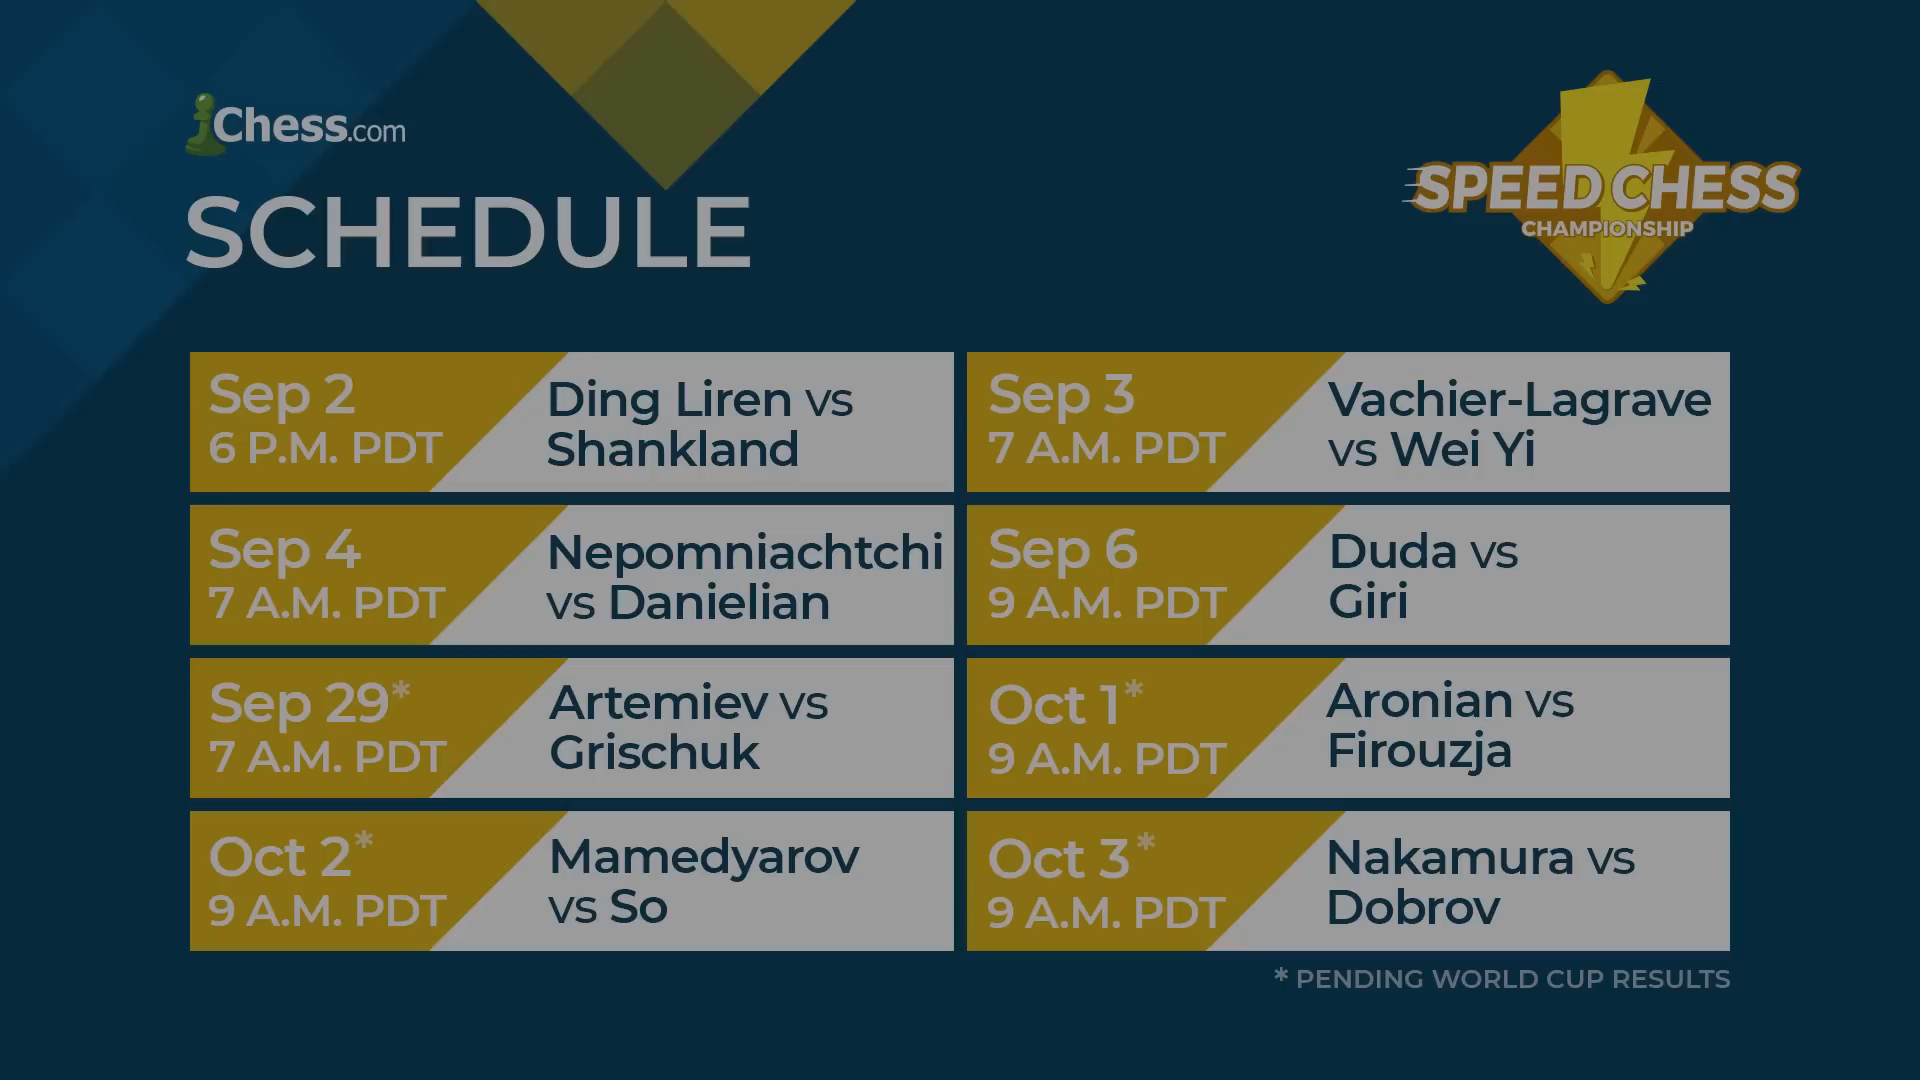 Chess.com
SCHEDULE
SPEED CHESS
CHAMPIONSHIP
Sep 2
6 P.M. PDT
Ding Liren vs
Shankland
Sep 3
7 A.M. PDT
Vachier-Lagrave
vs Wei Yi
Sep 4
7 A.M. PDT
Nepomniachtchi
vs Danielian
Sep 6
9 A.M. PDT
Duda vs
Giri
Sep 29*
7 A.M. PDT
Artemiev vs
Grischuk
Oct 1*
9 A.M. PDT
Aronian vs
Firouzja
Oct 2*
9 A.M. PDT
Mamedyarov
vs So
Oct 3*
9 A.M. PDT
Nakamura vs
Dobrov
* PENDING WORLD CUP RESULTS